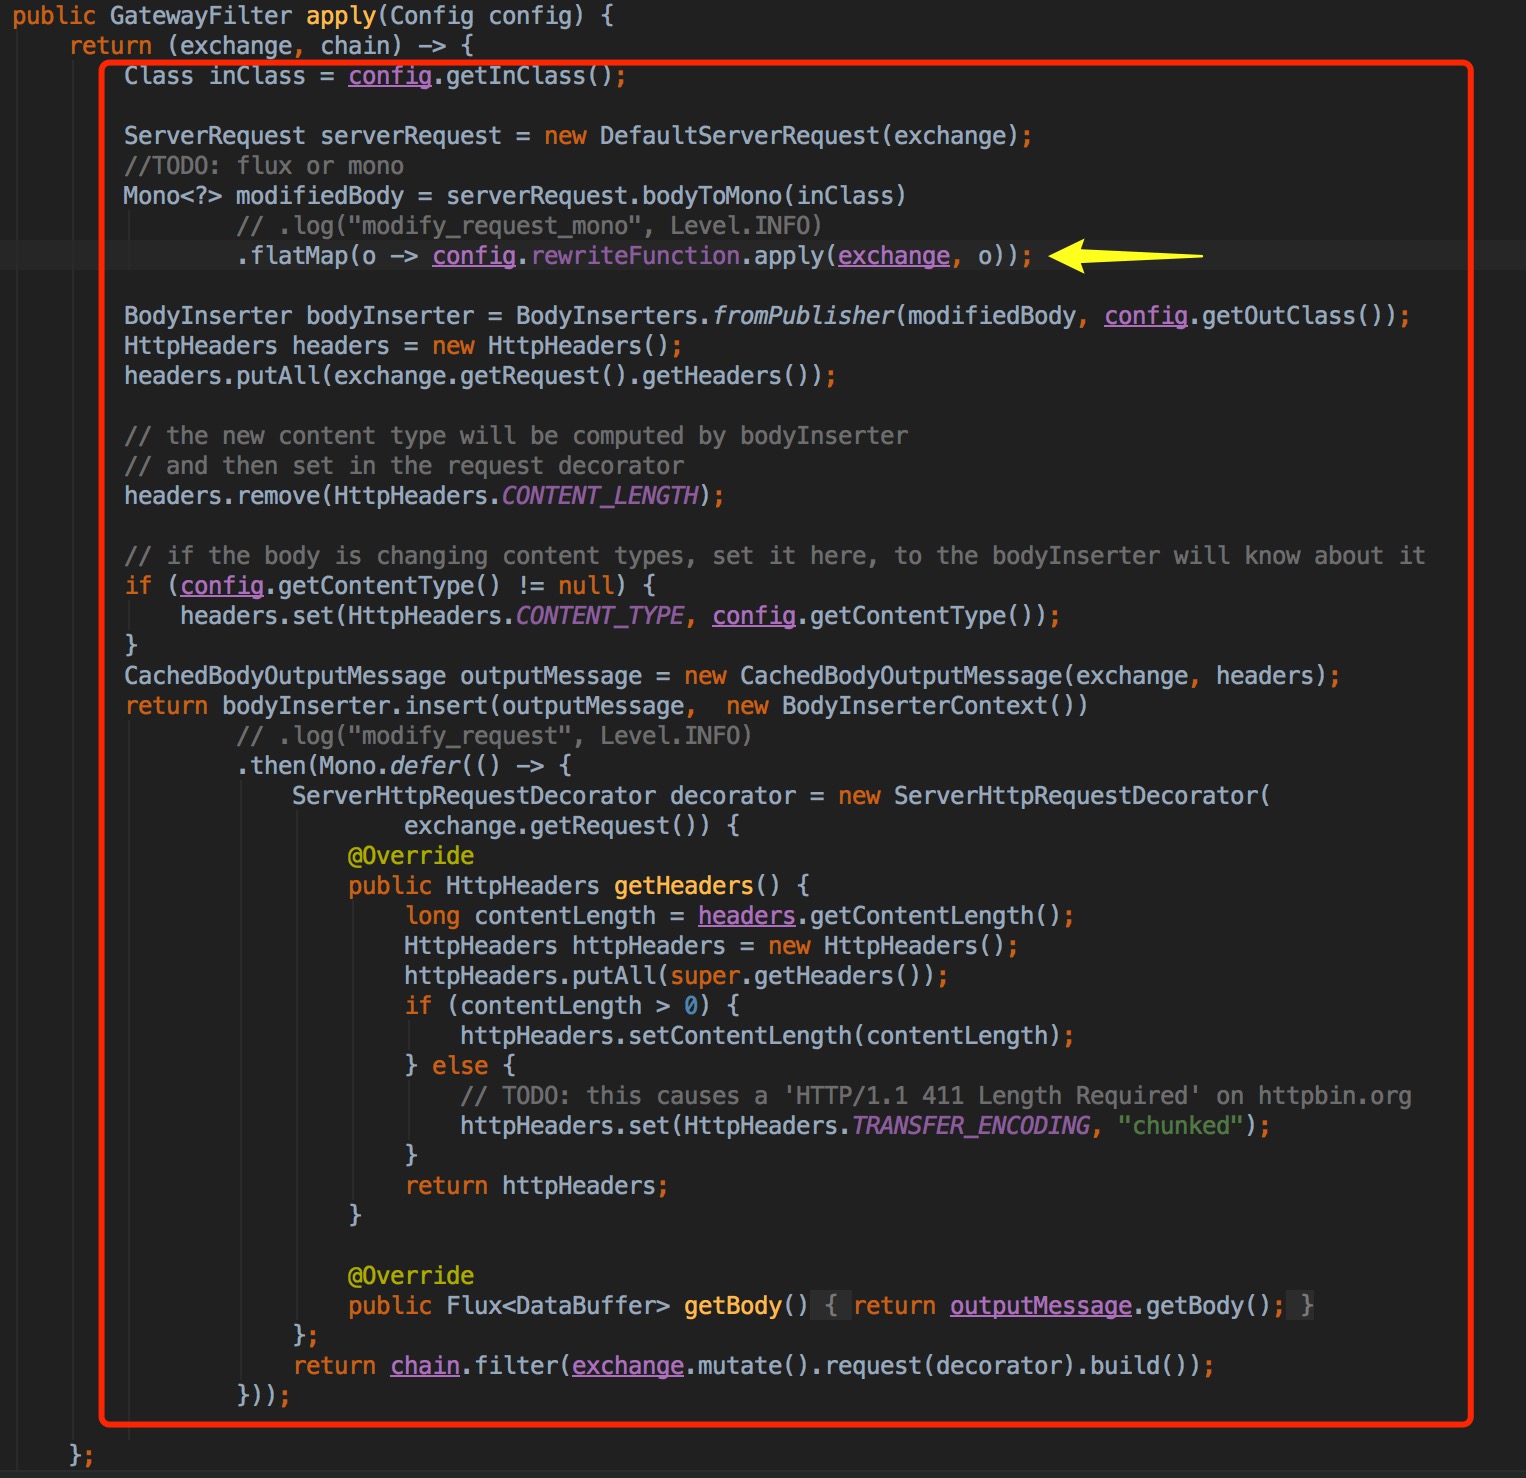 public GatewayFilter apply(Config config) {
return (exchange, chain) -> {
Class inClass = config.getInClass();
ServerRequest serverRequest = new DefaultServerRequest(exchange);
//TODO: flux or mono
Mono<?> modifiedBody = serverRequest.bodyToMono(inClass)
// .log("modify_request_mono", Level.INFO)
.flatMap(o -> config.rewriteFunction.apply(exchange, o));
BodyInserter bodyInserter = BodyInserters.fromPublisher(modifiedBody, config.getOutClass());
HttpHeaders headers = new HttpHeaders();
headers.putAll(exchange.getRequest().getHeaders());
// the new content type will be computed by bodyInserter
// and then set in the request decorator
headers.remove(HttpHeaders.CONTENT_LENGTH);
// if the body is changing content types, set it here, to the bodyInserter will know about it
if (config.getContentType() != null) {
headers.set(HttpHeaders.CONTENT_TYPE, config.getContentType());
}
CachedBodyOutputMessage outputMessage = new CachedBodyOutputMessage(exchange, headers);
return bodyInserter.insert(outputMessage,  new BodyInserterContext())
// .log("modify_request", Level.INFO)
.then(Mono.defer(() -> {
ServerHttpRequestDecorator decorator = new ServerHttpRequestDecorator(
exchange.getRequest()) {
@Override
public HttpHeaders getHeaders() {
long contentLength = headers.getContentLength();
HttpHeaders httpHeaders = new HttpHeaders();
httpHeaders.putAll(super.getHeaders());
if (contentLength > 0) {
httpHeaders.setContentLength(contentLength);
} else {
// TODO: this causes a 'HTTP/1.1 411 Length Required' on httpbin.org
httpHeaders.set(HttpHeaders.TRANSFER_ENCODING, "chunked");
}
return httpHeaders;
}
@Override
public Flux<DataBuffer> getBody() { return outputMessage.getBody(); }
};
return chain.filter(exchange.mutate().request(decorator).build());
}));
};